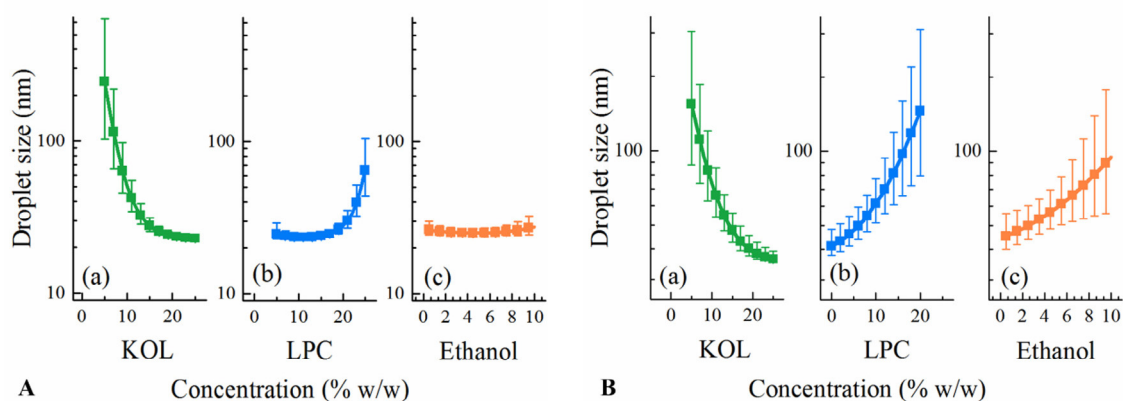 Droplet size (nm)
100
10
(a)
0 10 20
KOL
100
10
(b)
0 10 20
LPC
100
10
(c)
0 2 4 6 8 10
Ethanol
Concentration (% w/w)
A
Droplet size (nm)
100
(a)
0 10 20
KOL
100
(b)
0 10 20
LPC
100
(c)
0 2 4 6 8 10
Ethanol
Concentration (% w/w)
B